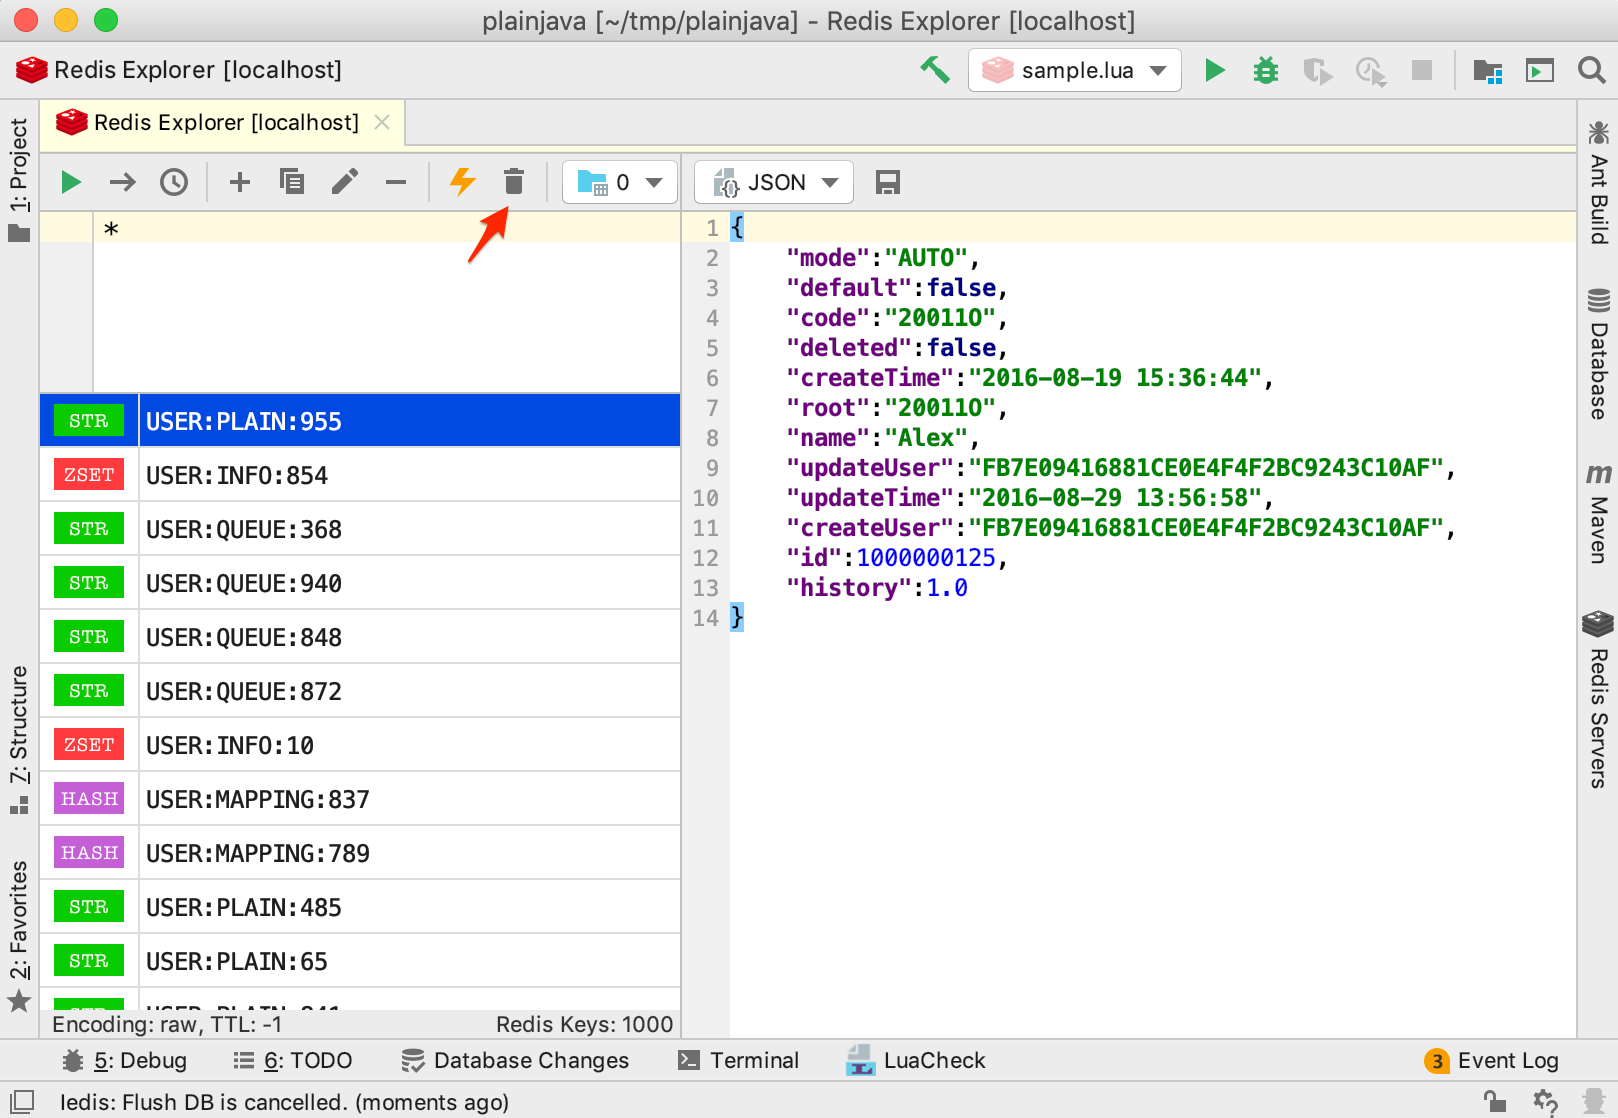 plainjava [~/tmp/plainjava] - Redis Explorer [localhost]
Redis Explorer [localhost]
sample.lua
Redis Explorer [localhost]
0
JSON
*
1 {
2 "mode":"AUTO",
3 "default":false,
4 "code":"20011O",
5 "deleted":false,
6 "createTime":"2016-08-19 15:36:44",
7 "root":"20011O",
8 "name":"Alex",
9 "updateUser":"FB7E09416881CE0E4F4F2BC9243C10AF",
10 "updateTime":"2016-08-29 13:56:58",
11 "createUser":"FB7E09416881CE0E4F4F2BC9243C10AF",
12 "id":1000000125,
13 "history":1.0
14 }
STR USER:PLAIN:955
ZSET USER:INFO:854
STR USER:QUEUE:368
STR USER:QUEUE:940
STR USER:QUEUE:848
STR USER:QUEUE:872
ZSET USER:INFO:10
HASH USER:MAPPING:837
HASH USER:MAPPING:789
STR USER:PLAIN:485
STR USER:PLAIN:65
Encoding: raw, TTL: -1
Redis Keys: 1000
1: Project
7: Structure
2: Favorites
Ant Build
Database
m
Maven
Redis Servers
5: Debug
6: TODO
Database Changes
Terminal
LuaCheck
3 Event Log
Iedis: Flush DB is cancelled. (moments ago)